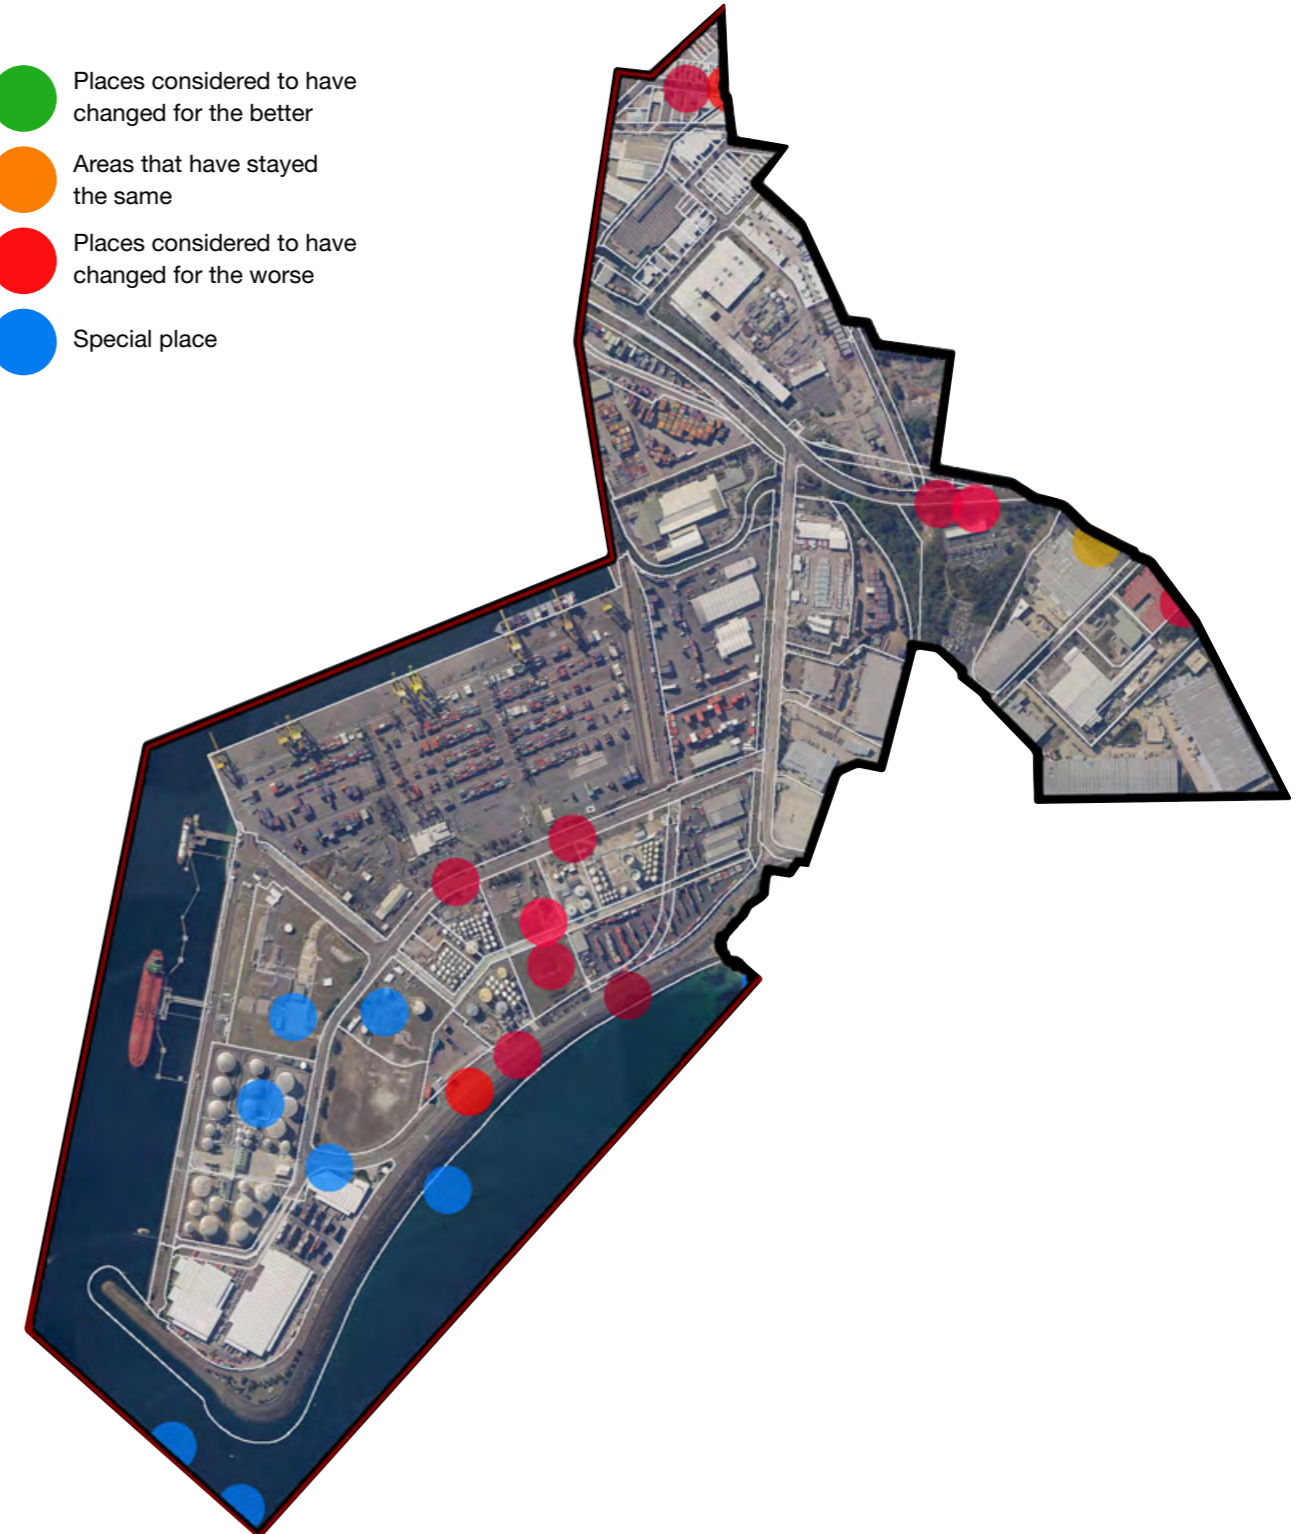 Places considered to have
changed for the better
Areas that have stayed
the same
Places considered to have
changed for the worse
Special place